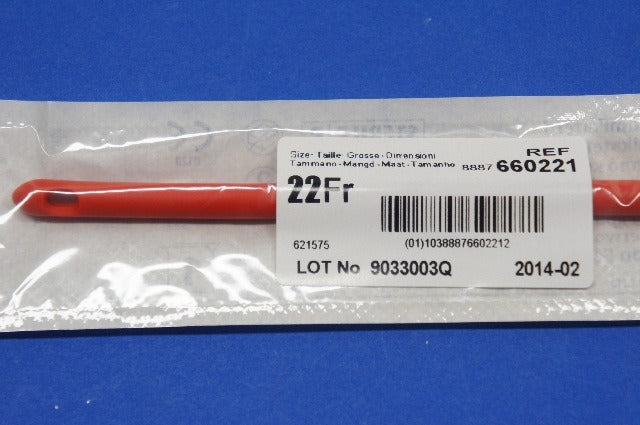 Size· Taille· Grosse· Dimensioni
Tammano·Mangd·Maat·Tamanho
REF
8887 660221
22Fr
621575
(01)10388876602212
LOT No 9033003Q
2014-02